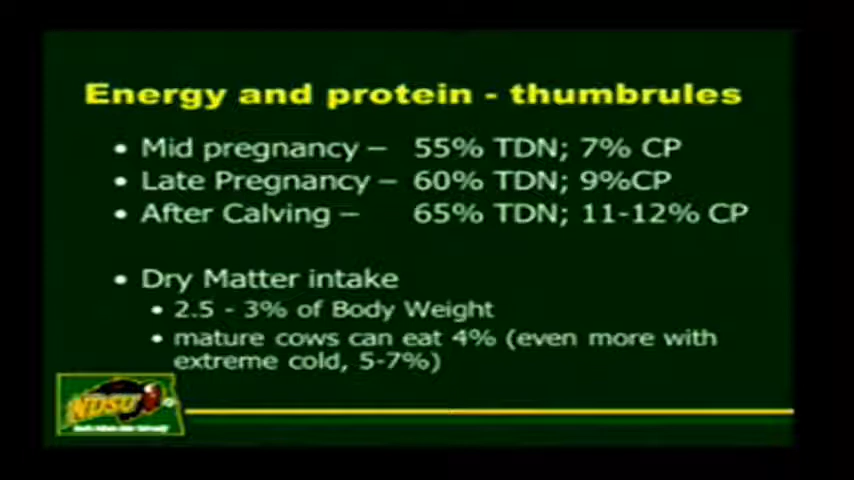 Energy and protein - thumbrules
• Mid pregnancy – 55% TDN; 7% CP
• Late Pregnancy – 60% TDN; 9%CP
• After Calving – 65% TDN; 11-12% CP
• Dry Matter intake
• 2.5 - 3% of Body Weight
• mature cows can eat 4% (even more with
extreme cold, 5-7%)
NDSU